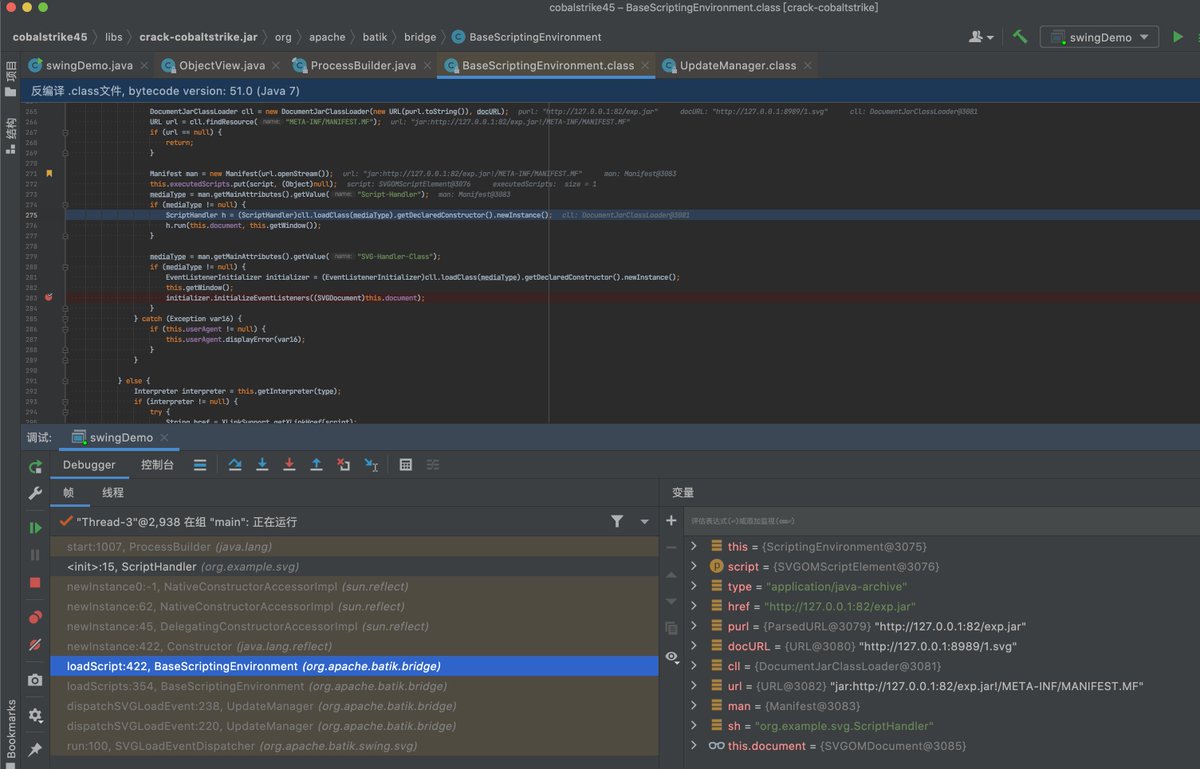 cobalstrike45 – BaseScriptingEnvironment.class [crack-cobaltstrike]
cobalstrike45 libs crack-cobaltstrike.jar org apache batik bridge BaseScriptingEnvironment swingDemo
swingDemo.java ObjectView.java ProcessBuilder.java BaseScriptingEnvironment.class UpdateManager.class
项目
反编译 .class文件, bytecode version: 51.0 (Java 7)
结构
265 DocumentJarClassLoader cll = new DocumentJarClassLoader(new URL(purl.toString()), docURL); purl: "http://127.0.0.1:82/exp.jar" docURL: "http://127.0.0.1:8989/1.svg" cll: DocumentJarClassLoader@3081
266 URL url = cll.findResource( name: "META-INF/MANIFEST.MF"); url: "jar:http://127.0.0.1:82/exp.jar!/META-INF/MANIFEST.MF"
267 if (url == null) {
268 return;
269 }
270
271 Manifest man = new Manifest(url.openStream()); url: "jar:http://127.0.0.1:82/exp.jar!/META-INF/MANIFEST.MF" man: Manifest@3083
272 this.executedScripts.put(script, (Object)null); script: SVGOMScriptElement@3076 executedScripts: size = 1
273 mediaType = man.getMainAttributes().getValue( name: "Script-Handler"); man: Manifest@3083
274 if (mediaType != null) {
275 ScriptHandler h = (ScriptHandler)cll.loadClass(mediaType).getDeclaredConstructor().newInstance(); cll: DocumentJarClassLoader@3081
276 h.run(this.document, this.getWindow());
277 }
278
279 mediaType = man.getMainAttributes().getValue( name: "SVG-Handler-Class");
280 if (mediaType != null) {
281 EventListenerInitializer initializer = (EventListenerInitializer)cll.loadClass(mediaType).getDeclaredConstructor().newInstance();
282 this.getWindow();
283 initializer.initializeEventListeners((SVGDocument)this.document);
284 }
285 } catch (Exception var16) {
286 if (this.userAgent != null) {
287 this.userAgent.displayError(var16);
288 }
289 }
290
291 } else {
292 Interpreter interpreter = this.getInterpreter(type);
293 if (interpreter != null) {
294 try {
295 String href = XLinkSupport.getXLinkHref(script);
调试: swingDemo
Debugger 控制台
帧 线程
变量
"Thread-3"@2,938 在组 "main": 正在运行
评估表达式(⏎)或添加监视(⇧⌘⏎)
start:1007, ProcessBuilder (java.lang)
<init>:15, ScriptHandler (org.example.svg)
newInstance0:-1, NativeConstructorAccessorImpl (sun.reflect)
newInstance:62, NativeConstructorAccessorImpl (sun.reflect)
newInstance:45, DelegatingConstructorAccessorImpl (sun.reflect)
newInstance:422, Constructor (java.lang.reflect)
loadScript:422, BaseScriptingEnvironment (org.apache.batik.bridge)
loadScripts:354, BaseScriptingEnvironment (org.apache.batik.bridge)
dispatchSVGLoadEvent:238, UpdateManager (org.apache.batik.bridge)
dispatchSVGLoadEvent:220, UpdateManager (org.apache.batik.bridge)
run:100, SVGLoadEventDispatcher (org.apache.batik.swing.svg)
this = {ScriptingEnvironment@3075}
script = {SVGOMScriptElement@3076}
type = "application/java-archive"
href = "http://127.0.0.1:82/exp.jar"
purl = {ParsedURL@3079} "http://127.0.0.1:82/exp.jar"
docURL = {URL@3080} "http://127.0.0.1:8989/1.svg"
cll = {DocumentJarClassLoader@3081}
url = {URL@3082} "jar:http://127.0.0.1:82/exp.jar!/META-INF/MANIFEST.MF"
man = {Manifest@3083}
sh = "org.example.svg.ScriptHandler"
this.document = {SVGOMDocument@3085}
Bookmarks